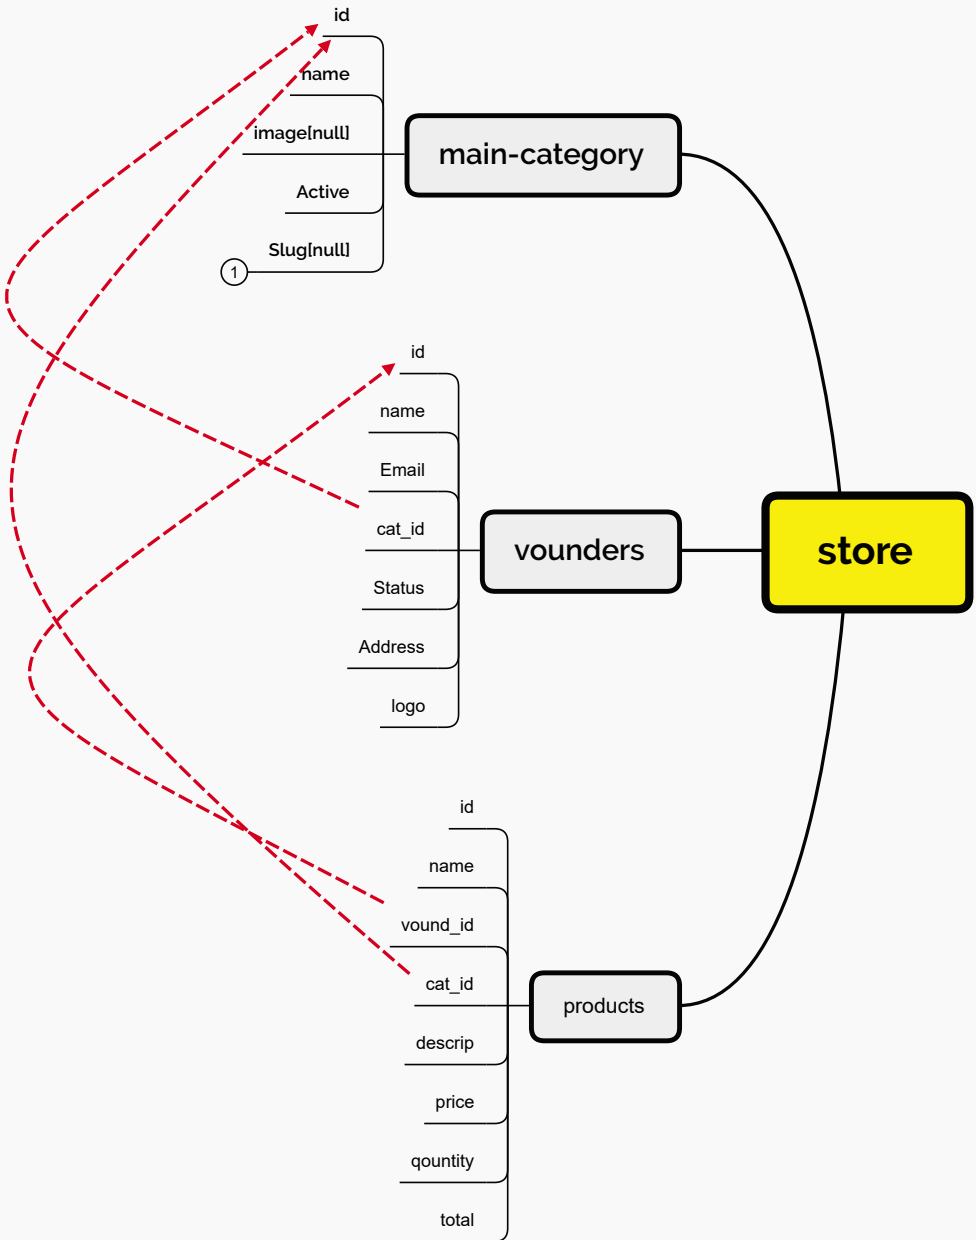 id
name
image[null]
Active
Slug[null]
1
main-category
id
name
Email
cat_id
Status
Address
logo
vounders
store
id
name
vound_id
cat_id
descrip
price
qountity
total
products